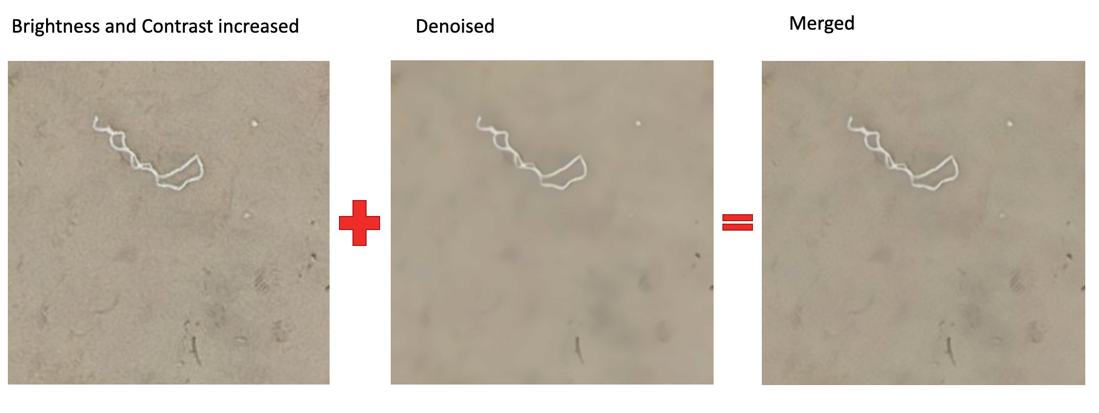 Brightness and Contrast increased
Denoised
Merged